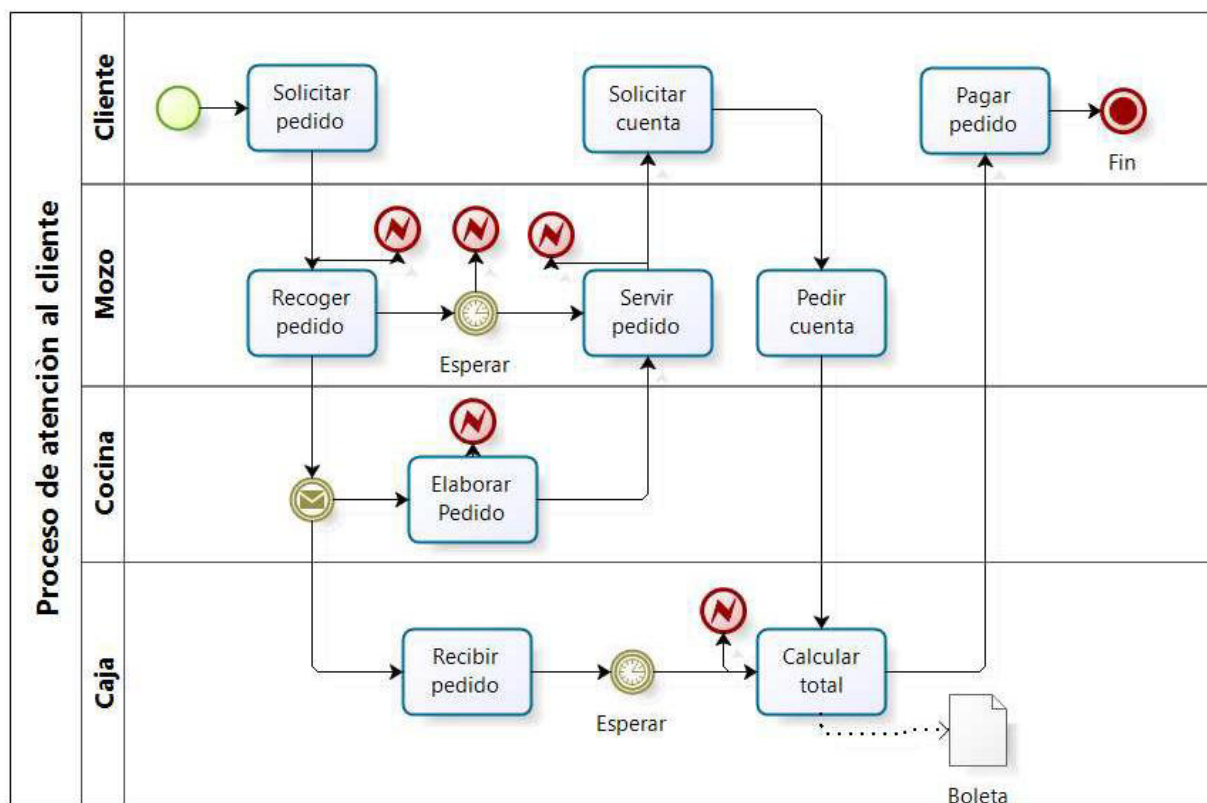 Proceso de atenciòn al cliente
Cliente
Solicitar
pedido
Solicitar
cuenta
Pagar
pedido
Fin
Mozo
Recoger
pedido
Esperar
Servir
pedido
Pedir
cuenta
Cocina
Elaborar
Pedido
Caja
Recibir
pedido
Esperar
Calcular
total
Boleta